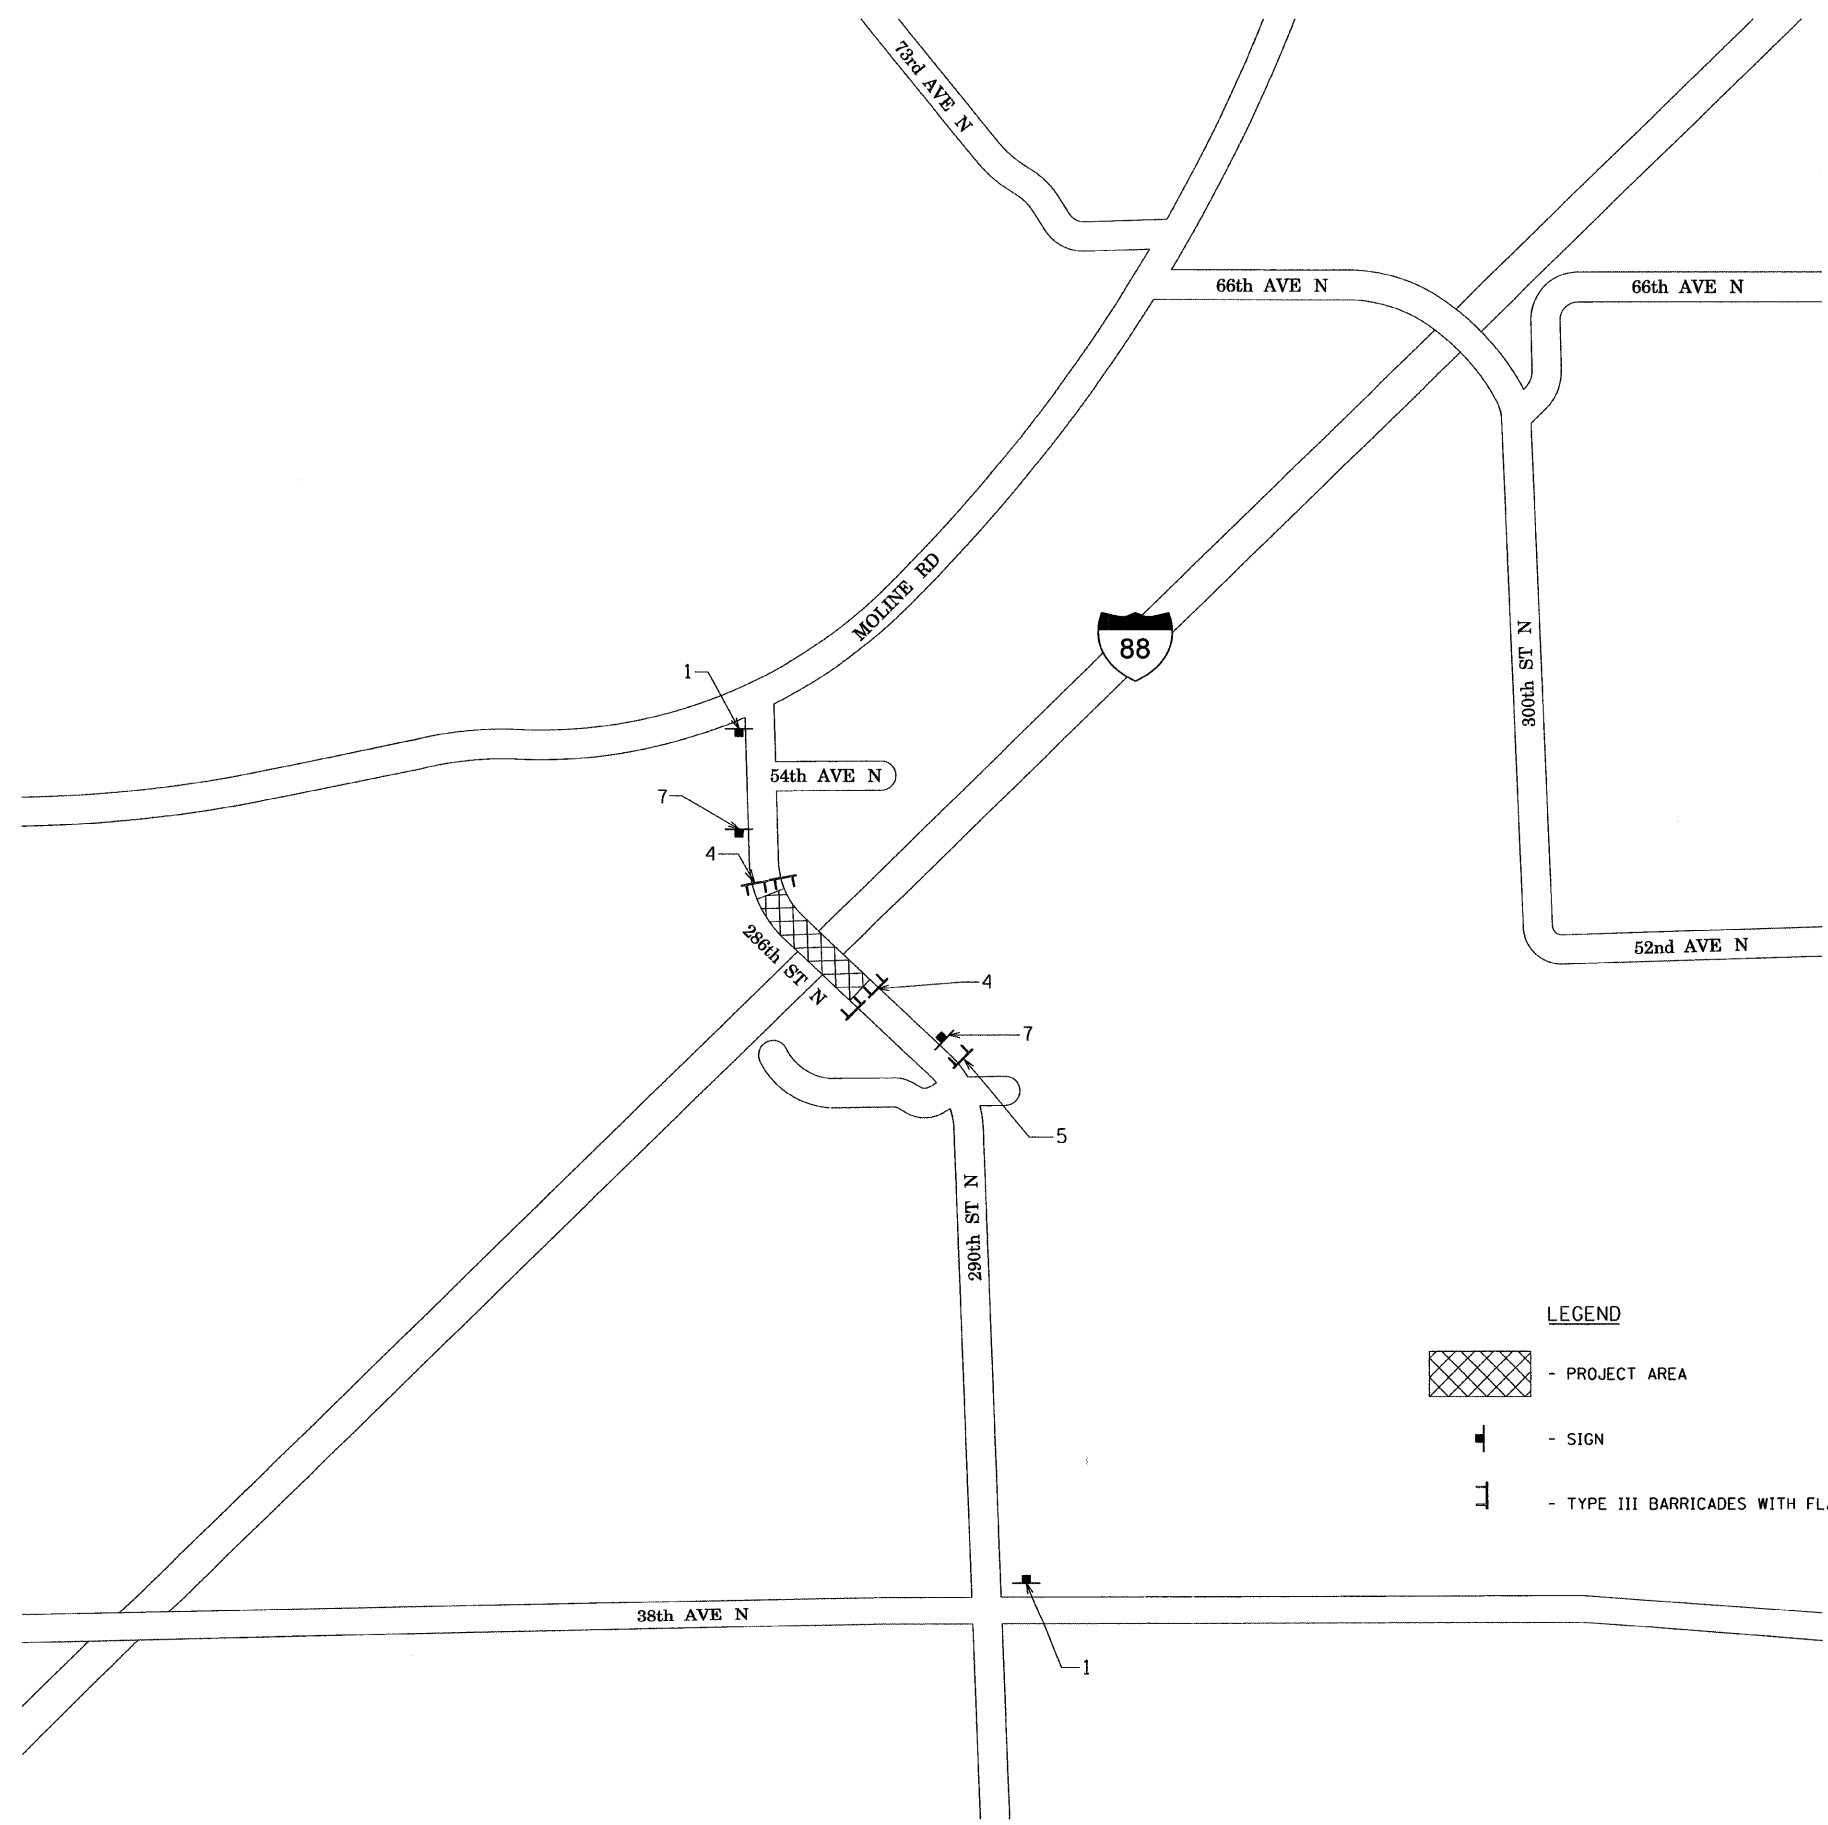 73rd AVE N
66th AVE N
66th AVE N
MOLINE RD
88
300th ST N
1
54th AVE N
7
4
286th ST N
52nd AVE N
4
7
5
290th ST N
LEGEND
- PROJECT AREA
- SIGN
- TYPE III BARRICADES WITH
38th AVE N
1